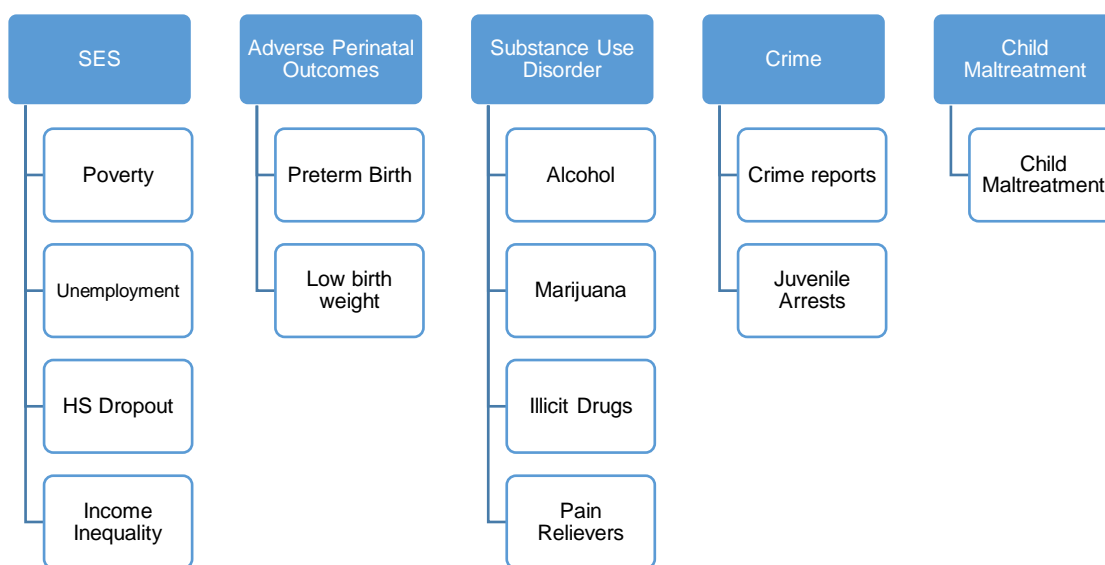 SES
Poverty
Unemployment
HS Dropout
Income
Inequality
Adverse Perinatal
Outcomes
Preterm Birth
Low birth
weight
Substance Use
Disorder
Alcohol
Marijuana
Illicit Drugs
Pain
Relievers
Crime
Crime reports
Juvenile
Arrests
Child
Maltreatment
Child
Maltreatment